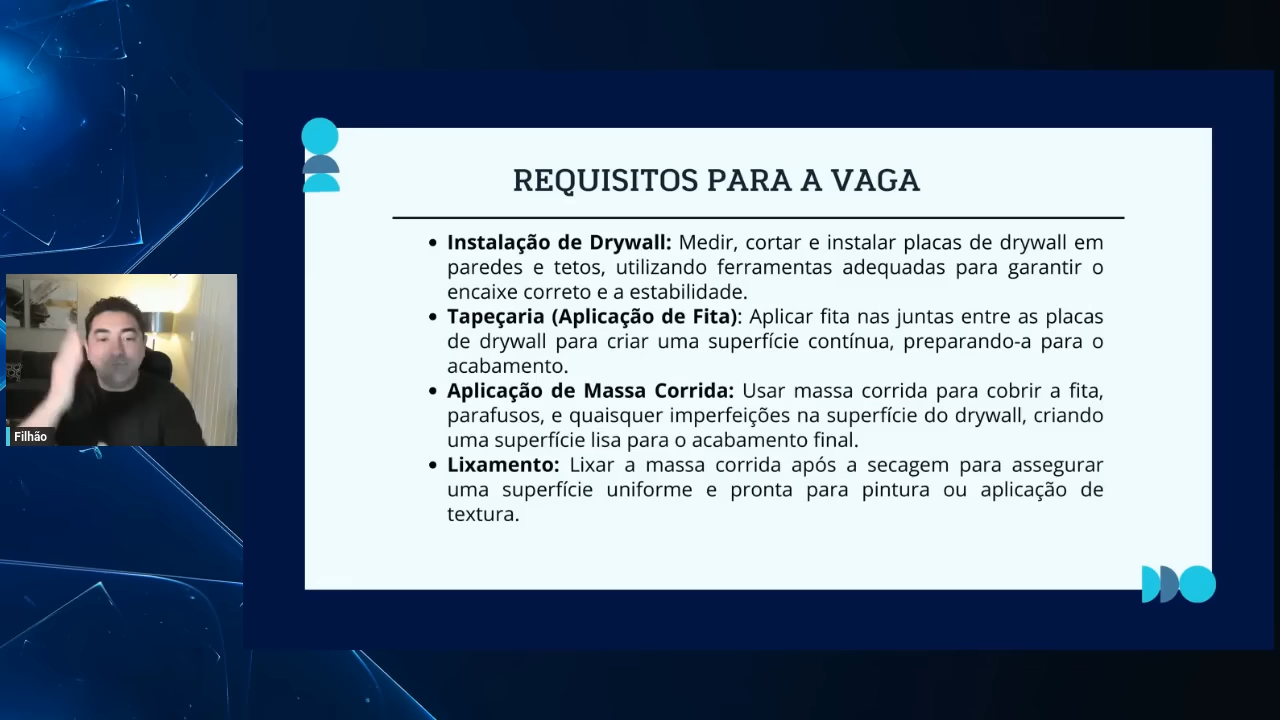 REQUISITOS PARA A VAGA
• Instalação de Drywall: Medir, cortar e instalar placas de drywall em
paredes e tetos, utilizando ferramentas adequadas para garantir o
encaixe correto e a estabilidade.
• Tapeçaria (Aplicação de Fita): Aplicar fita nas juntas entre as placas
de drywall para criar uma superfície contínua, preparando-a para o
acabamento.
• Aplicação de Massa Corrida: Usar massa corrida para cobrir a fita,
parafusos, e quaisquer imperfeições na superfície do drywall, criando
uma superfície lisa para o acabamento final.
• Lixamento: Lixar a massa corrida após a secagem para assegurar
uma superfície uniforme e pronta para pintura ou aplicação de
textura.
Filhão